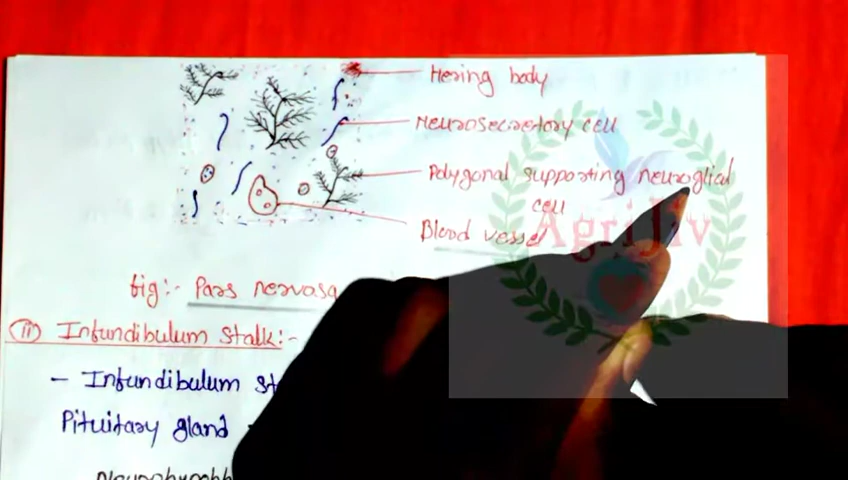 Hering body
Neurosecretory cell
Polygonal supporting neuroglial
cell
Blood vessel
AgriJiv
fig:- Pars nervosa
(ii) Infundibulum Stalk:-
- Infundibulum st
Pituitary gland